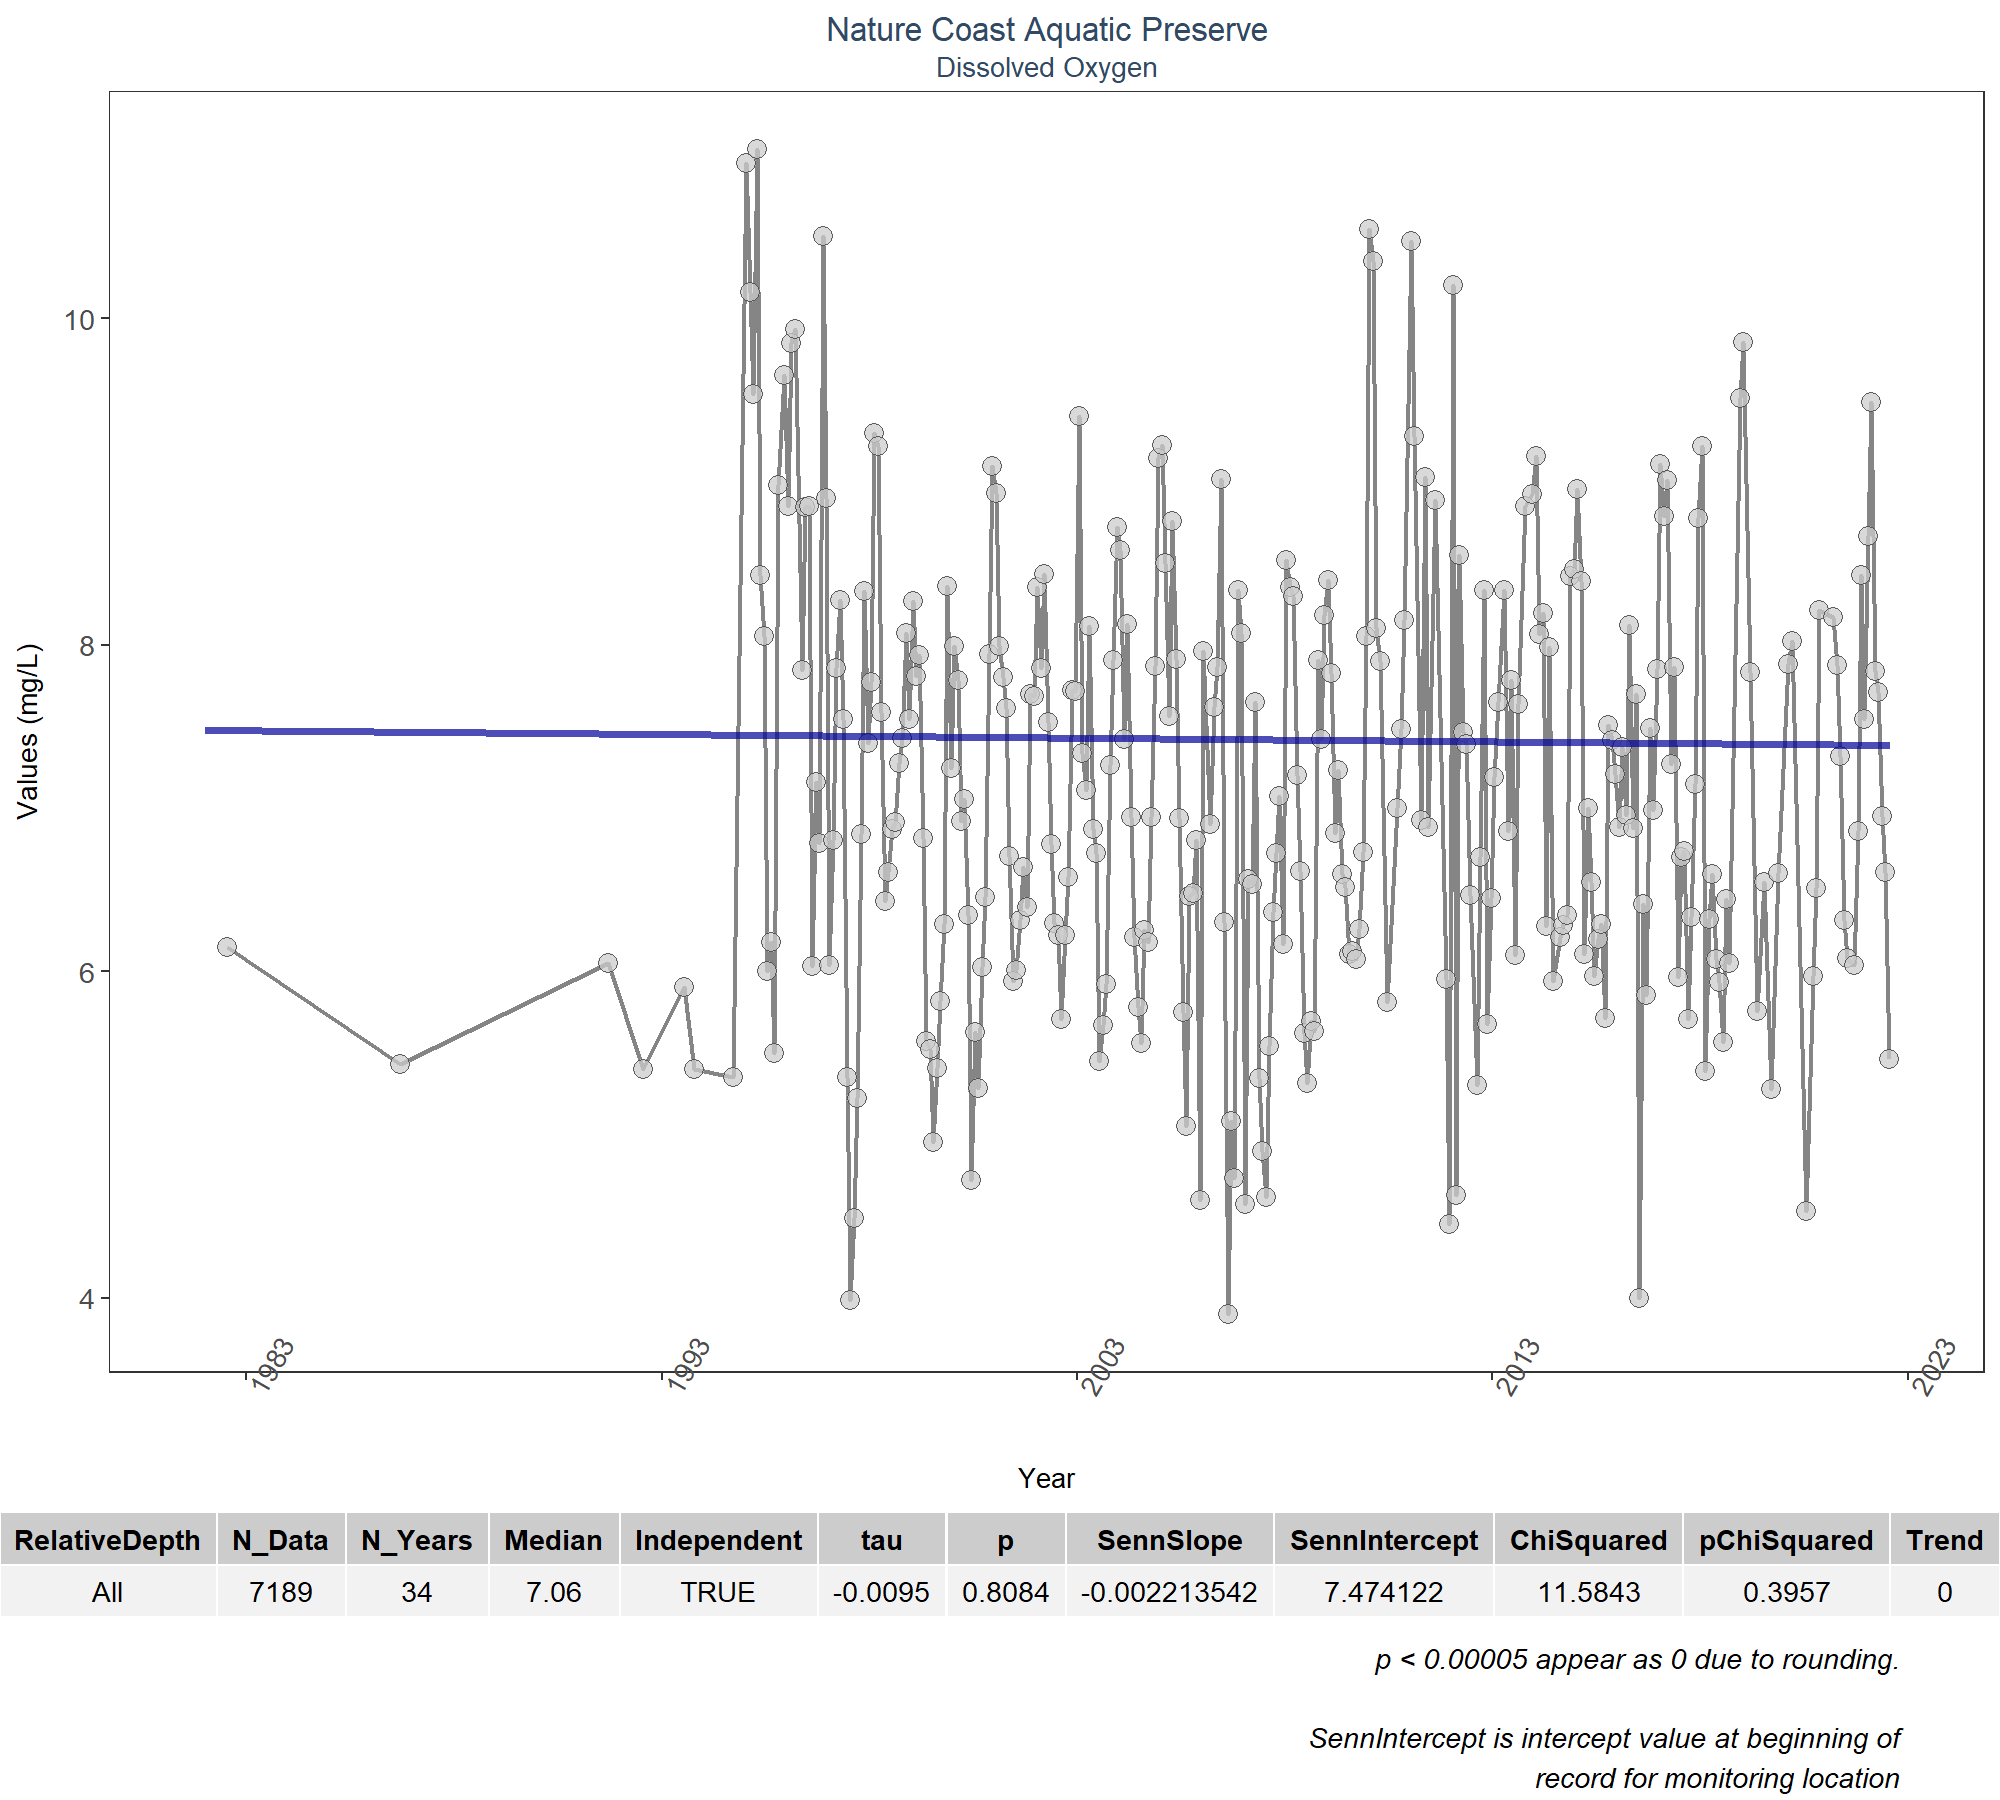 Nature Coast Aquatic Preserve
Dissolved Oxygen
10
8
6
4
Values (mg/L)
1983
1993
2003
2013
2023
Year
RelativeDepth N_Data N_Years Median Independent tau p SennSlope SennIntercept ChiSquared pChiSquared Trend
All 7189 34 7.06 TRUE -0.0095 0.8084 -0.002213542 7.474122 11.5843 0.3957 0
p < 0.00005 appear as 0 due to rounding.
SennIntercept is intercept value at beginning of
record for monitoring location